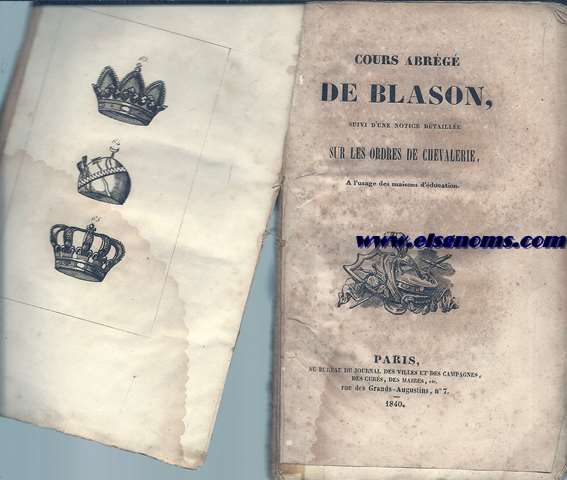 COURS ABRÉGÉ
DE BLASON,
SUIVI D'UNE NOTICE DÉTAILLÉE
SUR LES ORDRES DE CHEVALERIE,
A l'usage des maisons d'éducation.
www.elsgnoms.com
PARIS,
AU BUREAU DU JOURNAL DES VILLES ET DES CAMPAGNES,
DES CURÉS, DES MAIRES, etc.
rue des Grands-Augustins, n° 7.
1840.